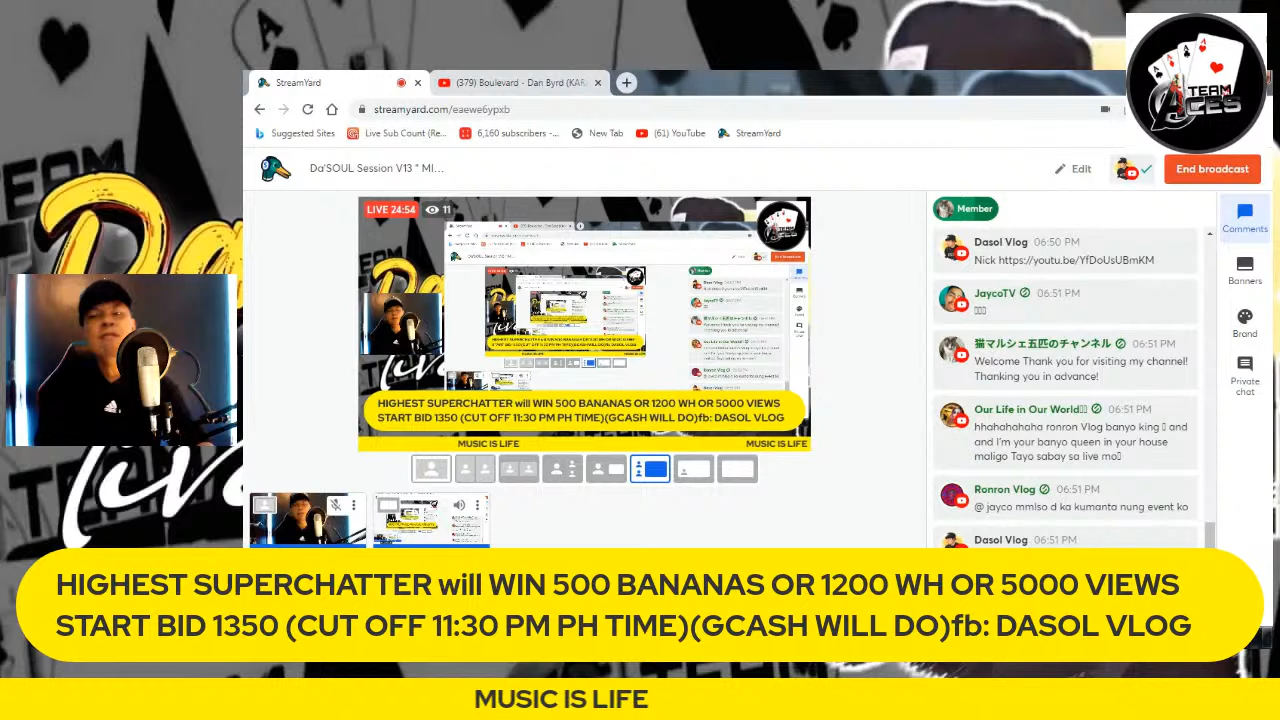 StreamYard
(379) Boulevard - Dan Byrd (KAR
streamyard.com/eaewe6ypxb
Suggested Sites
Live Sub Count (Re...
6,160 subscribers -...
New Tab
(61) YouTube
StreamYard
TEAM
ACES
Da'SOUL Session V13 " MI...
Edit
End broadcast
LIVE 24:54
11
HIGHEST SUPERCHATTER will WIN 500 BANANAS OR 1200 WH OR 5000 VIEWS
START BID 1350 (CUT OFF 11:30 PM PH TIME)(GCASH WILL DO)fb: DASOL VLOG
MUSIC IS LIFE
MUSIC IS LIFE
Member
Dasol Vlog 06:50 PM
Nick https://youtu.be/YfDoUsUBmKM
JaycoTV 06:51 PM
猫マルシェ五匹のチャンネル 06:51 PM
Welcome Thank you for visiting my channel!
Thanking you in advance!
Our Life in Our World 06:51 PM
hhahahahaha ronron Vlog banyo king and
and I'm your banyo queen in your house
maligo Tayo sabay sa live mo
Ronron Vlog 06:51 PM
@ jayco mmlso d ka kumanta nung event ko
Dasol Vlog 06:51 PM
Comments
Banners
Brand
Private
chat
TEAM
HIGHEST SUPERCHATTER will WIN 500 BANANAS OR 1200 WH OR 5000 VIEWS
START BID 1350 (CUT OFF 11:30 PM PH TIME)(GCASH WILL DO)fb: DASOL VLOG
MUSIC IS LIFE